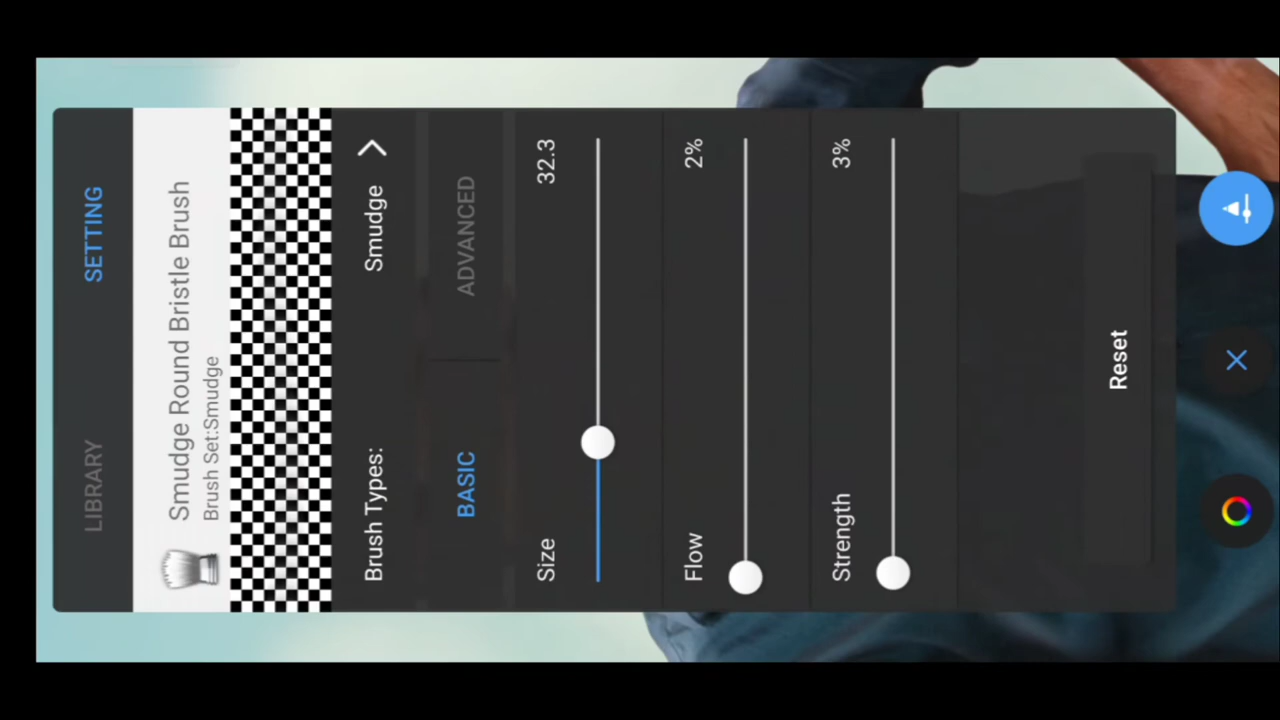 LIBRARY
SETTING
Smudge Round Bristle Brush
Brush Set:Smudge
Brush Types:
Smudge
BASIC
ADVANCED
Size
32.3
Flow
2%
Strength
3%
Reset